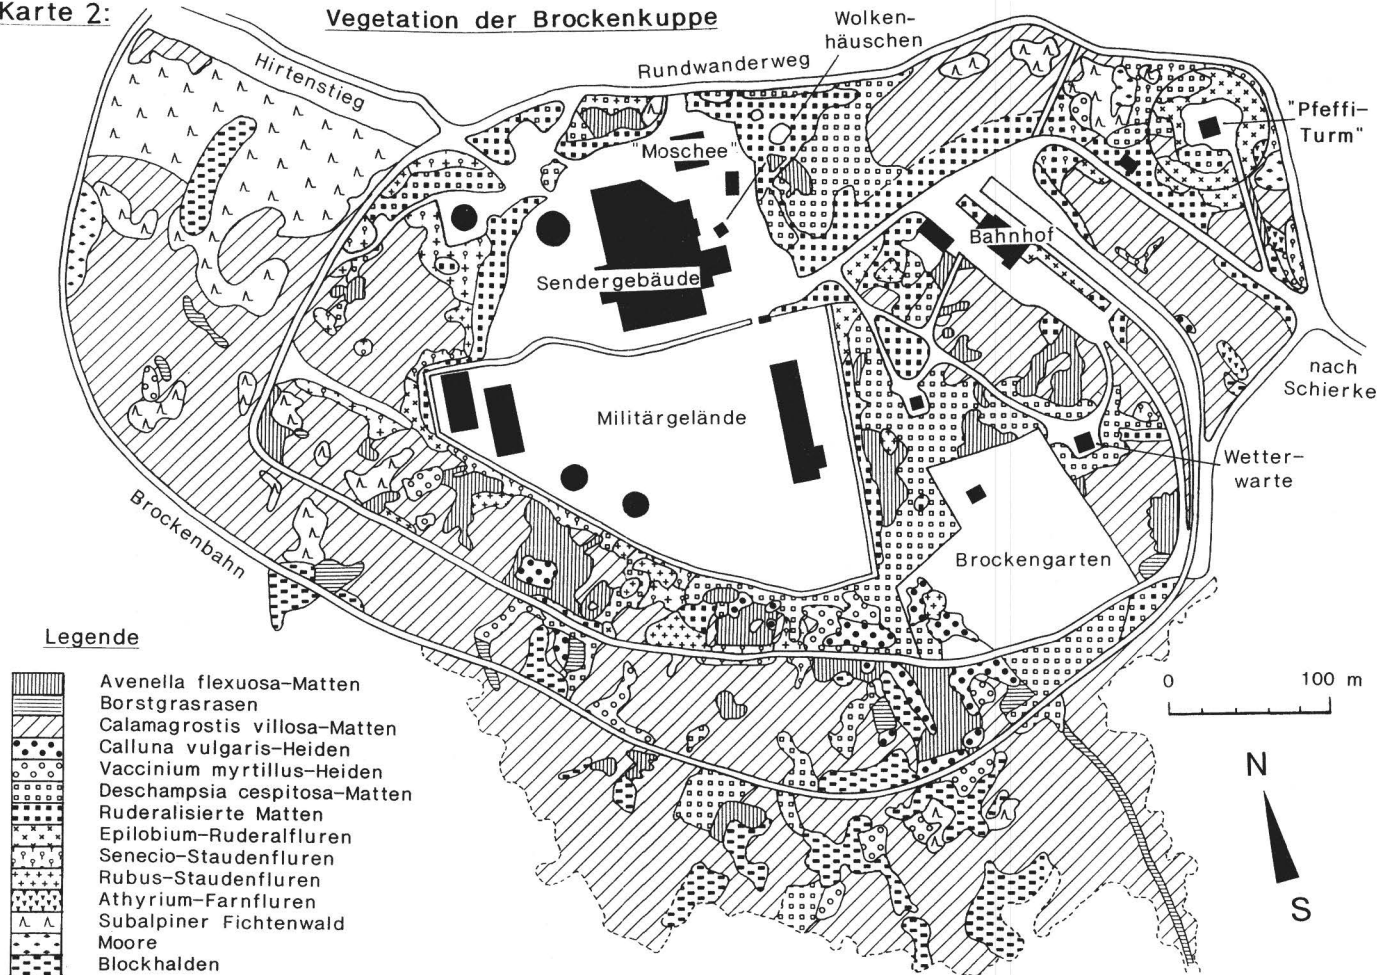 Karte 2:
Vegetation der Brockenkuppe
Wolken-
häuschen
Hirtenstieg
Rundwanderweg
"Pfeffi-
Turm"
"Moschee"
Bahnhof
Sendergebäude
nach
Schierke
Militärgelände
Wetter-
warte
Brockenbahn
Brockengarten
Legende
Avenella flexuosa-Matten
Borstgrasrasen
Calamagrostis villosa-Matten
Calluna vulgaris-Heiden
Vaccinium myrtillus-Heiden
Deschampsia cespitosa-Matten
Ruderalisierte Matten
Epilobium-Ruderalfluren
Senecio-Staudenfluren
Rubus-Staudenfluren
Athyrium-Farnfluren
Subalpiner Fichtenwald
Moore
Blockhalden
0 100 m
N
S